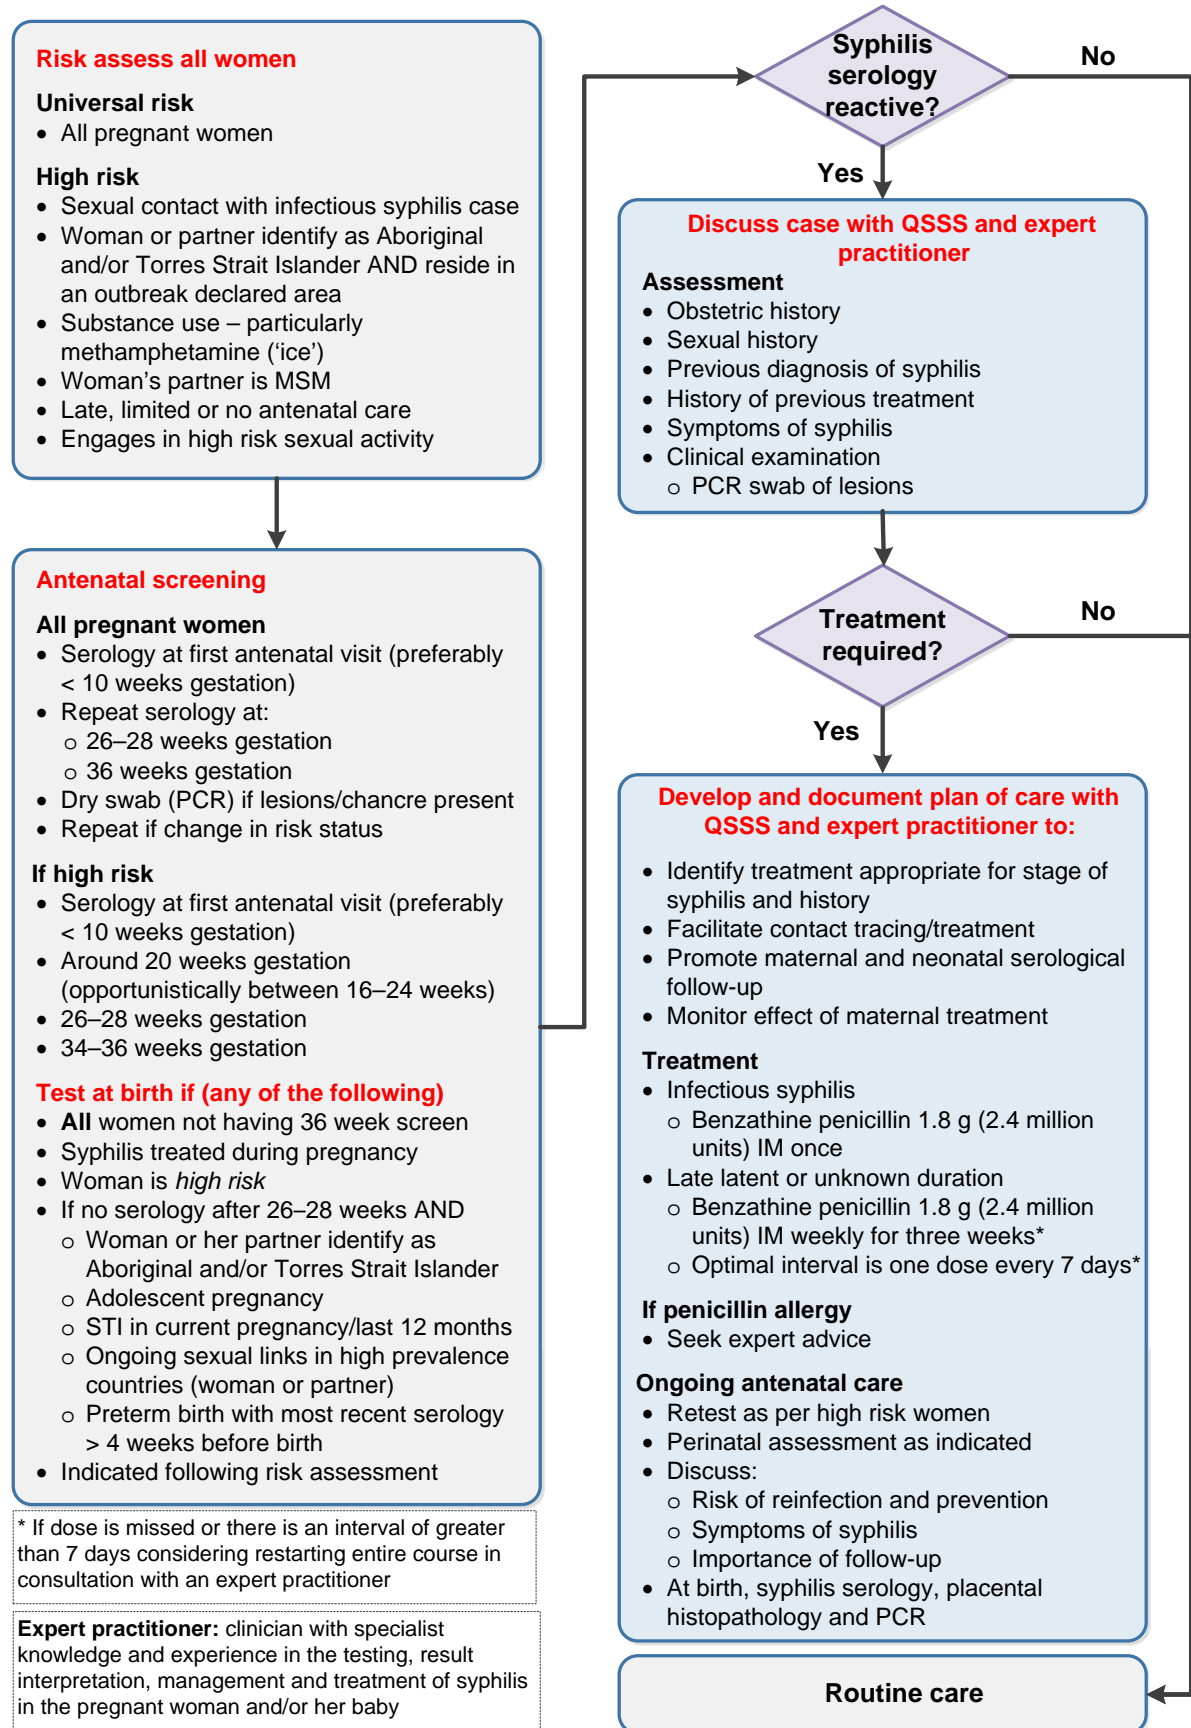 Risk assess all women
Universal risk
• All pregnant women
High risk
• Sexual contact with infectious syphilis case
• Woman or partner identify as Aboriginal
and/or Torres Strait Islander AND reside in
an outbreak declared area
• Substance use – particularly
methamphetamine (‘ice’)
• Woman’s partner is MSM
• Late, limited or no antenatal care
• Engages in high risk sexual activity
Antenatal screening
All pregnant women
• Serology at first antenatal visit (preferably
< 10 weeks gestation)
• Repeat serology at:
o 26–28 weeks gestation
o 36 weeks gestation
• Dry swab (PCR) if lesions/chancre present
• Repeat if change in risk status
If high risk
• Serology at first antenatal visit (preferably
< 10 weeks gestation)
• Around 20 weeks gestation
(opportunistically between 16–24 weeks)
• 26–28 weeks gestation
• 34–36 weeks gestation
Test at birth if (any of the following)
• All women not having 36 week screen
• Syphilis treated during pregnancy
• Woman is high risk
• If no serology after 26–28 weeks AND
o Woman or her partner identify as
Aboriginal and/or Torres Strait Islander
o Adolescent pregnancy
o STI in current pregnancy/last 12 months
o Ongoing sexual links in high prevalence
countries (woman or partner)
o Preterm birth with most recent serology
> 4 weeks before birth
• Indicated following risk assessment
* If dose is missed or there is an interval of greater
than 7 days considering restarting entire course in
consultation with an expert practitioner
Expert practitioner: clinician with specialist
knowledge and experience in the testing, result
interpretation, management and treatment of syphilis
in the pregnant woman and/or her baby
Syphilis
serology
reactive?
No
Yes
Discuss case with QSSS and expert
practitioner
Assessment
• Obstetric history
• Sexual history
• Previous diagnosis of syphilis
• History of previous treatment
• Symptoms of syphilis
• Clinical examination
o PCR swab of lesions
Treatment
required?
No
Yes
Develop and document plan of care with
QSSS and expert practitioner to:
• Identify treatment appropriate for stage of
syphilis and history
• Facilitate contact tracing/treatment
• Promote maternal and neonatal serological
follow-up
• Monitor effect of maternal treatment
Treatment
• Infectious syphilis
o Benzathine penicillin 1.8 g (2.4 million
units) IM once
• Late latent or unknown duration
o Benzathine penicillin 1.8 g (2.4 million
units) IM weekly for three weeks*
o Optimal interval is one dose every 7 days*
If penicillin allergy
• Seek expert advice
Ongoing antenatal care
• Retest as per high risk women
• Perinatal assessment as indicated
• Discuss:
o Risk of reinfection and prevention
o Symptoms of syphilis
o Importance of follow-up
• At birth, syphilis serology, placental
histopathology and PCR
Routine care